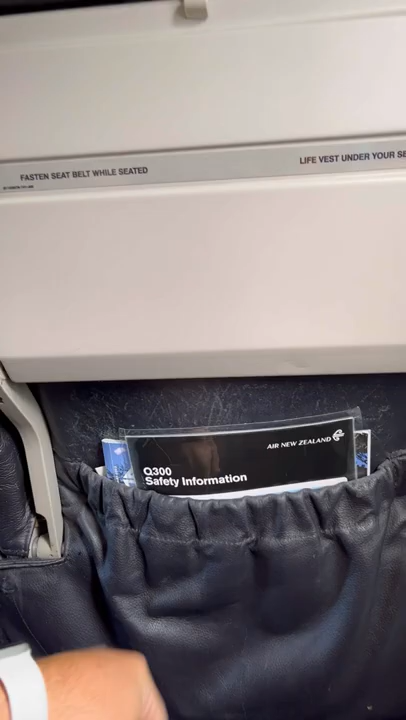 FASTEN SEAT BELT WHILE SEATED
LIFE VEST UNDER YOUR SE
AIR NEW ZEALAND
Q300
Safety Information